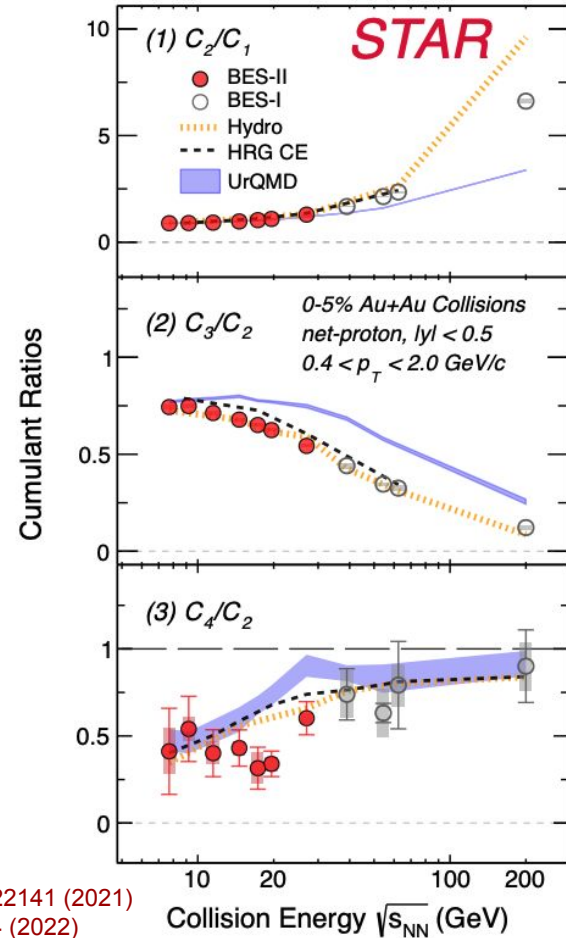 STAR
(1) C₂/C₁
BES-II
BES-I
Hydro
HRG CE
UrQMD
10
5
0
(2) C₃/C₂
0-5% Au+Au Collisions
net-proton, |y| < 0.5
0.4 < p_T < 2.0 GeV/c
1
0.5
0
Cumulant Ratios
(3) C₄/C₂
1
0.5
0
10 20 100 200
22141 (2021)
(2022)
Collision Energy √s_NN (GeV)